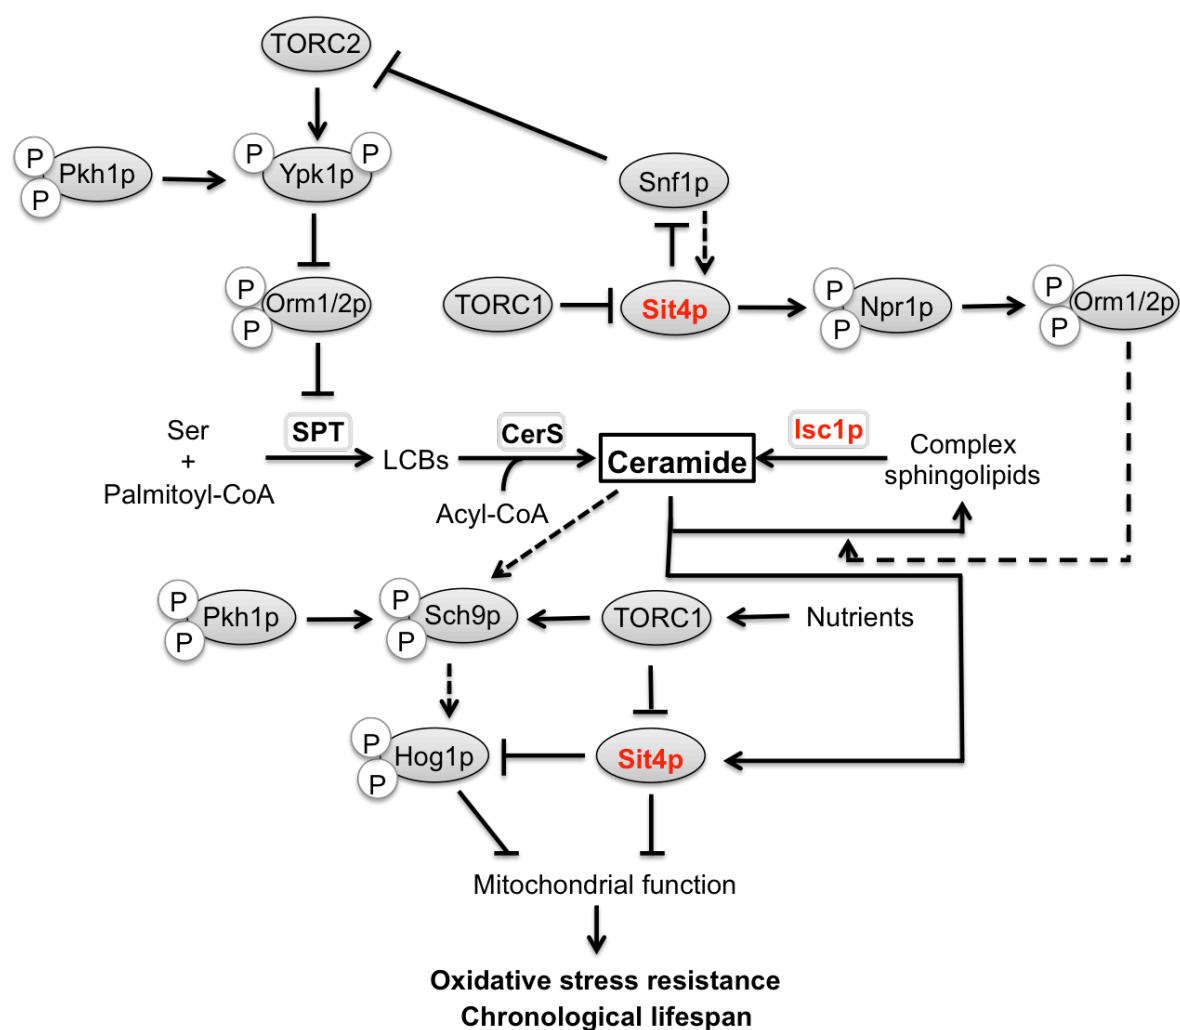 TORC2
P
Pkh1p
P
P
Ypk1p
P
Snf1p
P
Orm1/2p
P
TORC1
Sit4p
P
Npr1p
P
P
Orm1/2p
P
Ser
+
Palmitoyl-CoA
SPT
LCBs
CerS
Acyl-CoA
Ceramide
Isc1p
Complex
sphingolipids
P
Pkh1p
P
P
Sch9p
P
TORC1
Nutrients
P
Hog1p
P
Sit4p
Mitochondrial function
Oxidative stress resistance
Chronological lifespan